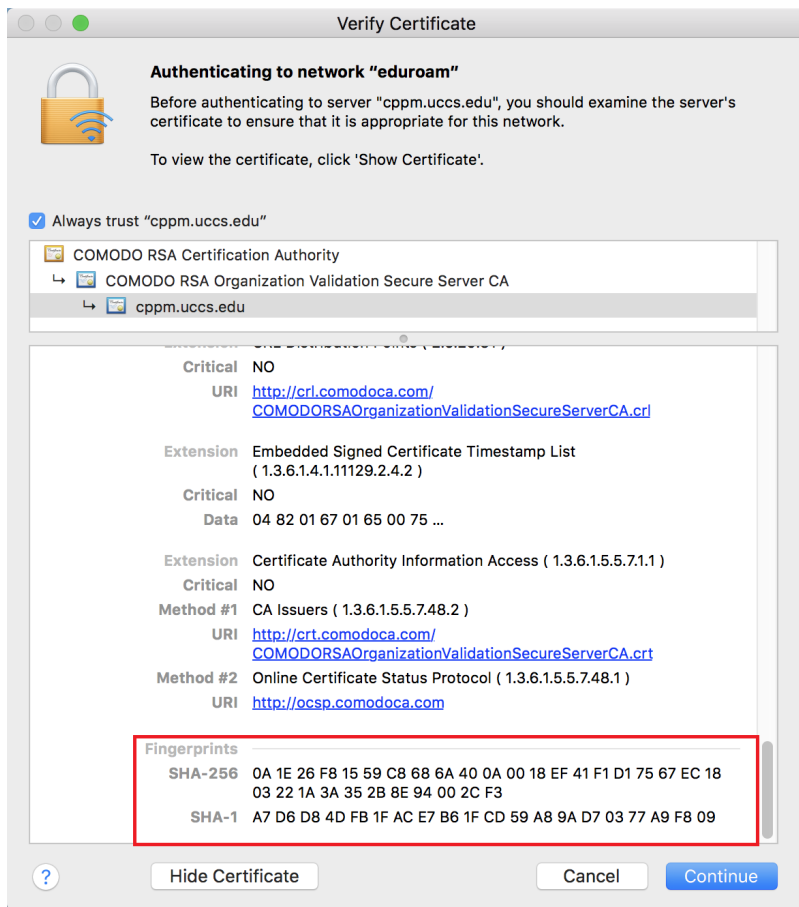 Verify Certificate
Authenticating to network “eduroam”
Before authenticating to server "cppm.uccs.edu", you should examine the server's
certificate to ensure that it is appropriate for this network.
To view the certificate, click 'Show Certificate'.
Always trust “cppm.uccs.edu”
COMODO RSA Certification Authority
↳ COMODO RSA Organization Validation Secure Server CA
↳ cppm.uccs.edu
Critical NO
URI http://crl.comodoca.com/
COMODORSAOrganizationValidationSecureServerCA.crl
Extension Embedded Signed Certificate Timestamp List
( 1.3.6.1.4.1.11129.2.4.2 )
Critical NO
Data 04 82 01 67 01 65 00 75 ...
Extension Certificate Authority Information Access ( 1.3.6.1.5.5.7.1.1 )
Critical NO
Method #1 CA Issuers ( 1.3.6.1.5.5.7.48.2 )
URI http://crt.comodoca.com/
COMODORSAOrganizationValidationSecureServerCA.crt
Method #2 Online Certificate Status Protocol ( 1.3.6.1.5.5.7.48.1 )
URI http://ocsp.comodoca.com
Fingerprints
SHA-256 0A 1E 26 F8 15 59 C8 68 6A 40 0A 00 18 EF 41 F1 D1 75 67 EC 18
03 22 1A 3A 35 2B 8E 94 00 2C F3
SHA-1 A7 D6 D8 4D FB 1F AC E7 B6 1F CD 59 A8 9A D7 03 77 A9 F8 09
?
Hide Certificate
Cancel
Continue